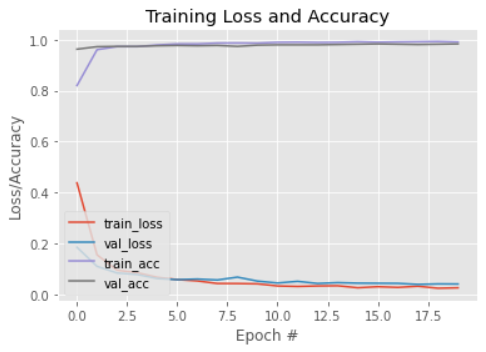 Training Loss and Accuracy
Loss/Accuracy
1.0
0.8
0.6
0.4
0.2
0.0
train_loss
val_loss
train_acc
val_acc
0.0 2.5 5.0 7.5 10.0 12.5 15.0 17.5
Epoch #